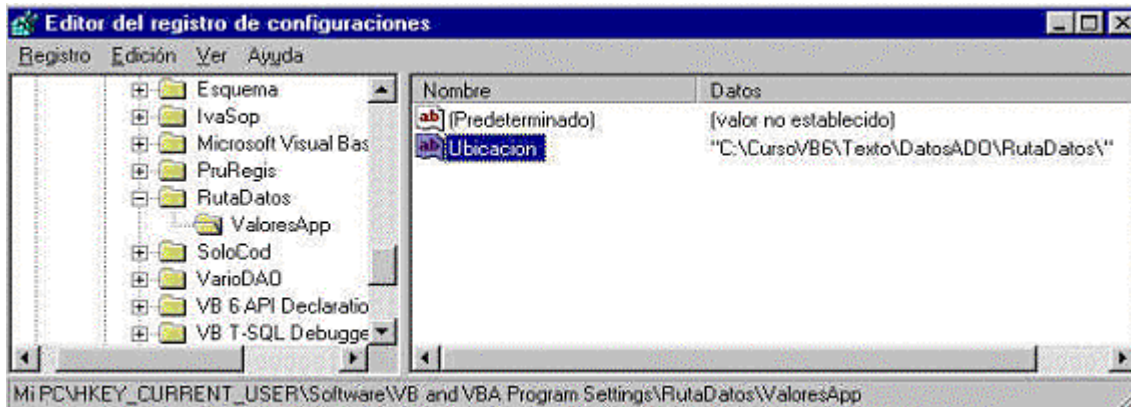 Editor del registro de configuraciones
Registro Edición Ver Ayuda
Esquema
IvaSop
Microsoft Visual Bas
PruRegis
RutaDatos
ValoresApp
SoloCod
VarioDAO
VB 6 API Declaratio
VB T-SQL Debugge
Nombre Datos
ab (Predeterminado) (valor no establecido)
ab Ubicacion "C:\CursoVB6\Texto\DatosADO\RutaDatos\"
Mi PC\HKEY_CURRENT_USER\Software\VB and VBA Program Settings\RutaDatos\ValoresApp